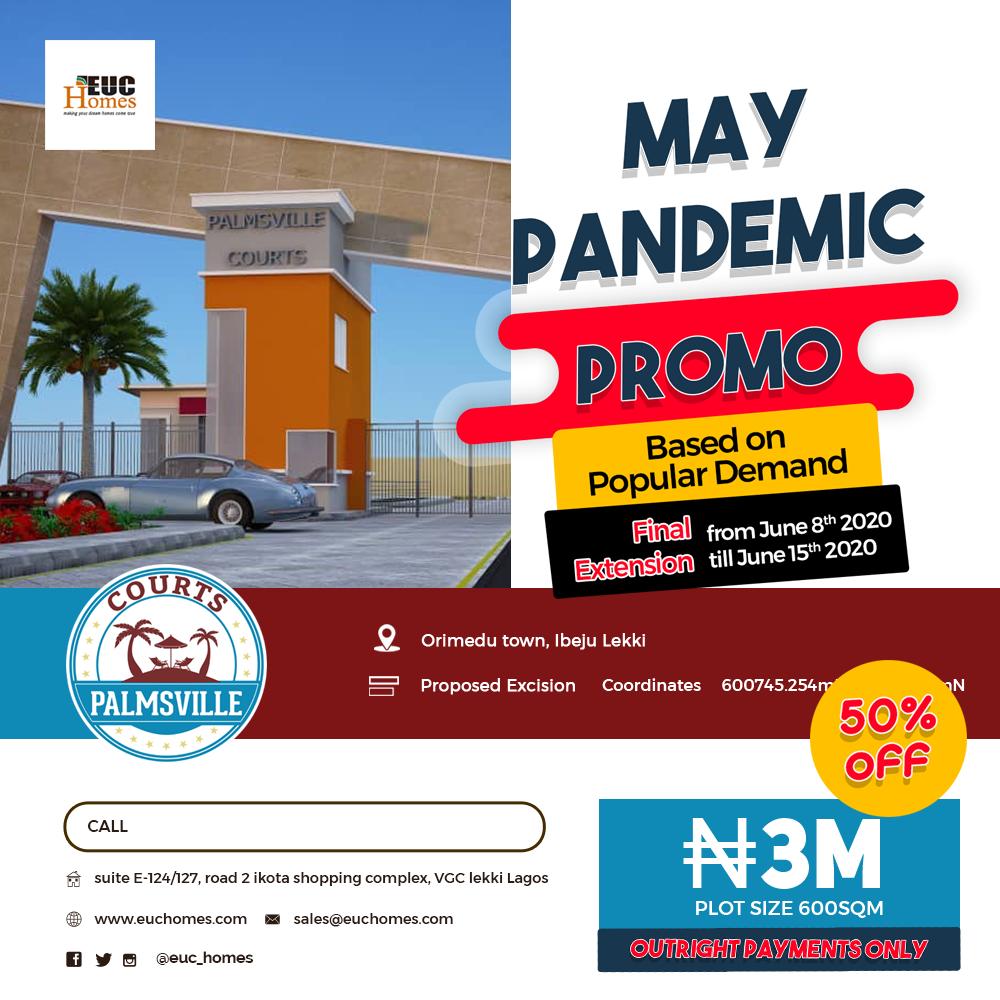 EUC
Homes
making your dream homes come true
PALMSVILLE
COURTS
MAY
PANDEMIC
PROMO
Based on
Popular Demand
Final
Extension
from June 8th 2020
till June 15th 2020
COURTS
PALMSVILLE
Orimedu town, Ibeju Lekki
Proposed Excision Coordinates 600745.254m
50%
OFF
CALL
suite E-124/127, road 2 ikota shopping complex, VGC lekki Lagos
www.euchomes.com sales@euchomes.com
@euc_homes
₦3M
PLOT SIZE 600SQM
OUTRIGHT PAYMENTS ONLY